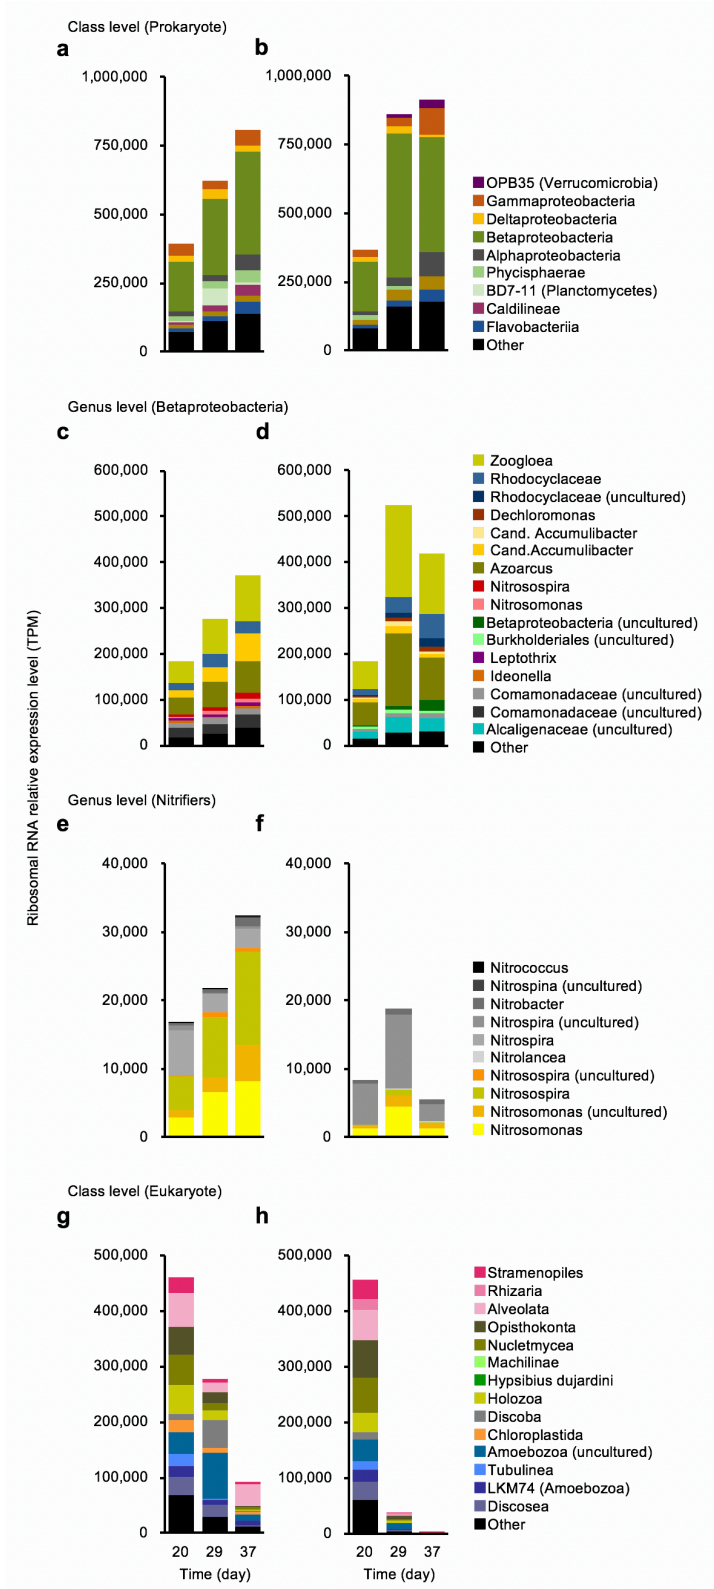 Class level (Prokaryote)
a
b
1,000,000
750,000
500,000
250,000
0
1,000,000
750,000
500,000
250,000
0
OPB35 (Verrucomicrobia)
Gammaproteobacteria
Deltaproteobacteria
Betaproteobacteria
Alphaproteobacteria
Phycisphaerae
BD7-11 (Planctomycetes)
Caldilineae
Flavobacteriia
Other
Genus level (Betaproteobacteria)
c
d
600,000
500,000
400,000
300,000
200,000
100,000
0
600,000
500,000
400,000
300,000
200,000
100,000
0
Zoogloea
Rhodocyclaceae
Rhodocyclaceae (uncultured)
Dechloromonas
Cand. Accumulibacter
Cand.Accumulibacter
Azoarcus
Nitrosospira
Nitrosomonas
Betaproteobacteria (uncultured)
Burkholderiales (uncultured)
Leptothrix
Ideonella
Comamonadaceae (uncultured)
Comamonadaceae (uncultured)
Alcaligenaceae (uncultured)
Other
Ribosomal RNA relative expression level (TPM)
Genus level (Nitrifiers)
e
f
40,000
30,000
20,000
10,000
0
40,000
30,000
20,000
10,000
0
Nitrococcus
Nitrospina (uncultured)
Nitrobacter
Nitrospira (uncultured)
Nitrospira
Nitrolancea
Nitrosospira (uncultured)
Nitrosospira
Nitrosomonas (uncultured)
Nitrosomonas
Class level (Eukaryote)
g
h
500,000
400,000
300,000
200,000
100,000
0
500,000
400,000
300,000
200,000
100,000
0
Stramenopiles
Rhizaria
Alveolata
Opisthokonta
Nucletmycea
Machilinae
Hypsibius dujardini
Holozoa
Discoba
Chloroplastida
Amoebozoa (uncultured)
Tubulinea
LKM74 (Amoebozoa)
Discosea
Other
20 29 37
20 29 37
Time (day)
Time (day)